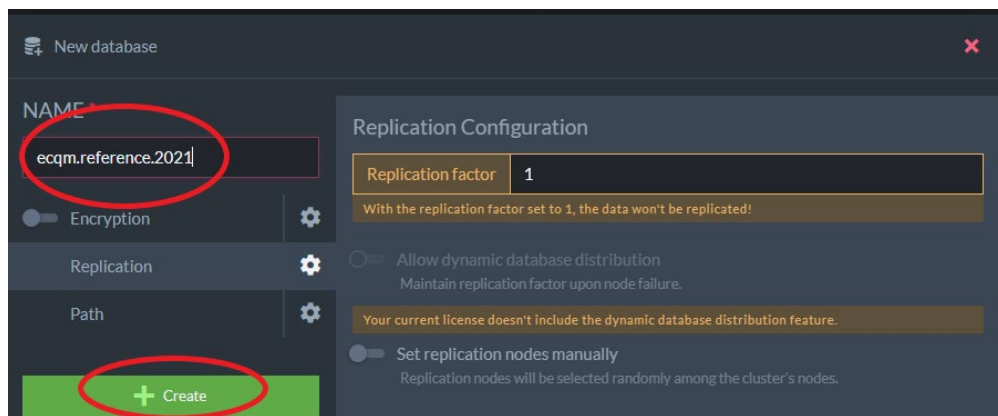 New database
NAME *
ecqm.reference.2021
Encryption
Replication
Path
Create
Replication Configuration
Replication factor 1
With the replication factor set to 1, the data won't be replicated!
Allow dynamic database distribution
Maintain replication factor upon node failure.
Your current license doesn't include the dynamic database distribution feature.
Set replication nodes manually
Replication nodes will be selected randomly among the cluster's nodes.